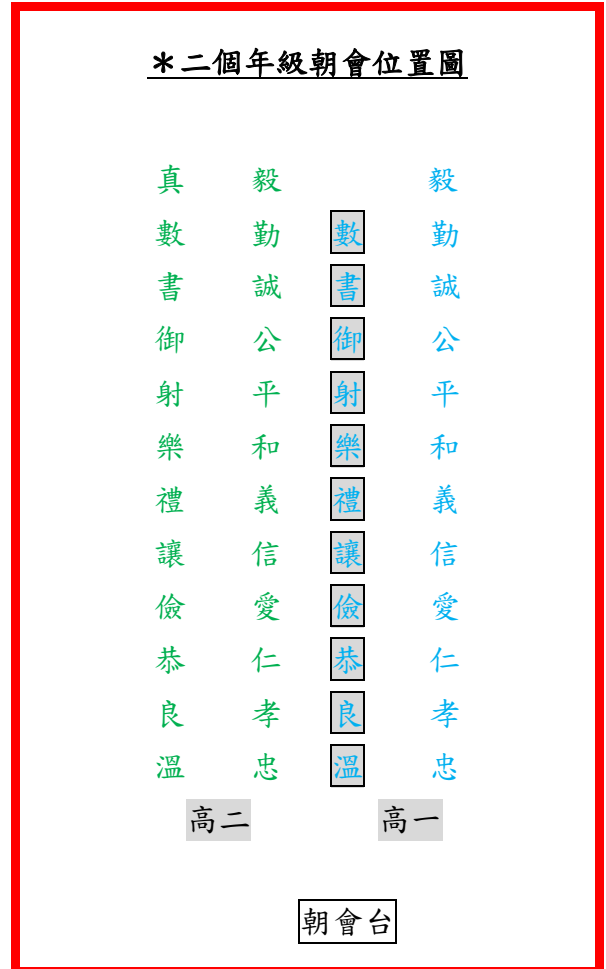 ＊二個年級朝會位置圖
真 毅 毅
數 勤 數 勤
書 誠 書 誠
御 公 御 公
射 平 射 平
樂 和 樂 和
禮 義 禮 義
讓 信 讓 信
儉 愛 儉 愛
恭 仁 恭 仁
良 孝 良 孝
溫 忠 溫 忠
高二 高一
朝會台